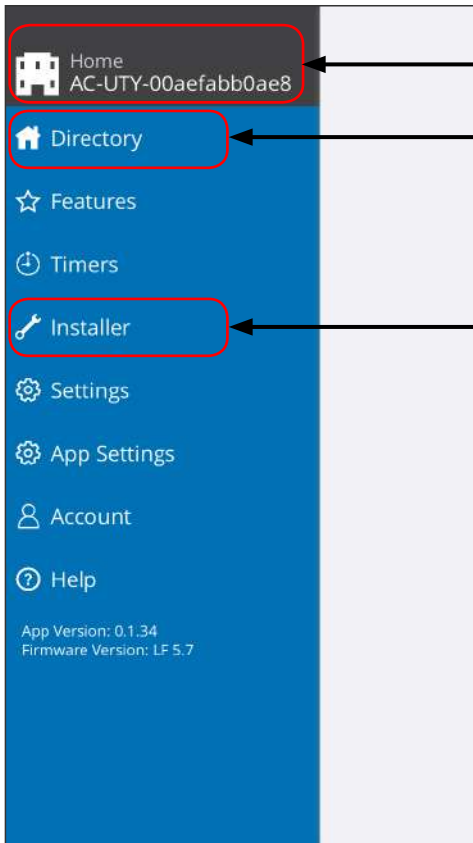 Home
AC-UTY-00aefabb0ae8
Directory
Features
Timers
Installer
Settings
App Settings
Account
Help
App Version: 0.1.34
Firmware Version: LF 5.7